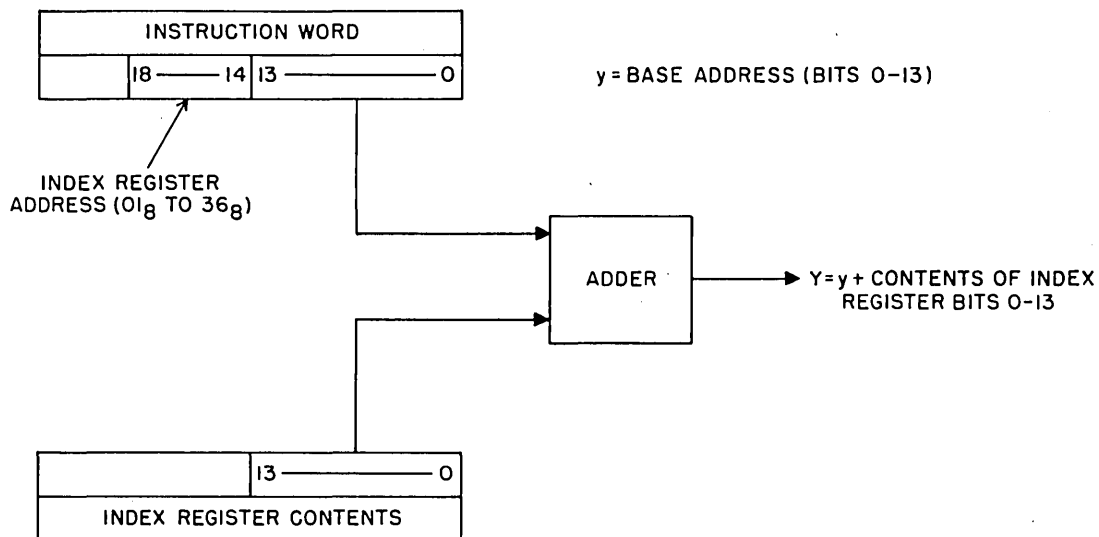 INSTRUCTION WORD
18 — 14 13 — 0
y = BASE ADDRESS (BITS 0-13)
INDEX REGISTER
ADDRESS (01₈ TO 36₈)
ADDER
Y=y+ CONTENTS OF INDEX
REGISTER BITS 0-13
13 — 0
INDEX REGISTER CONTENTS